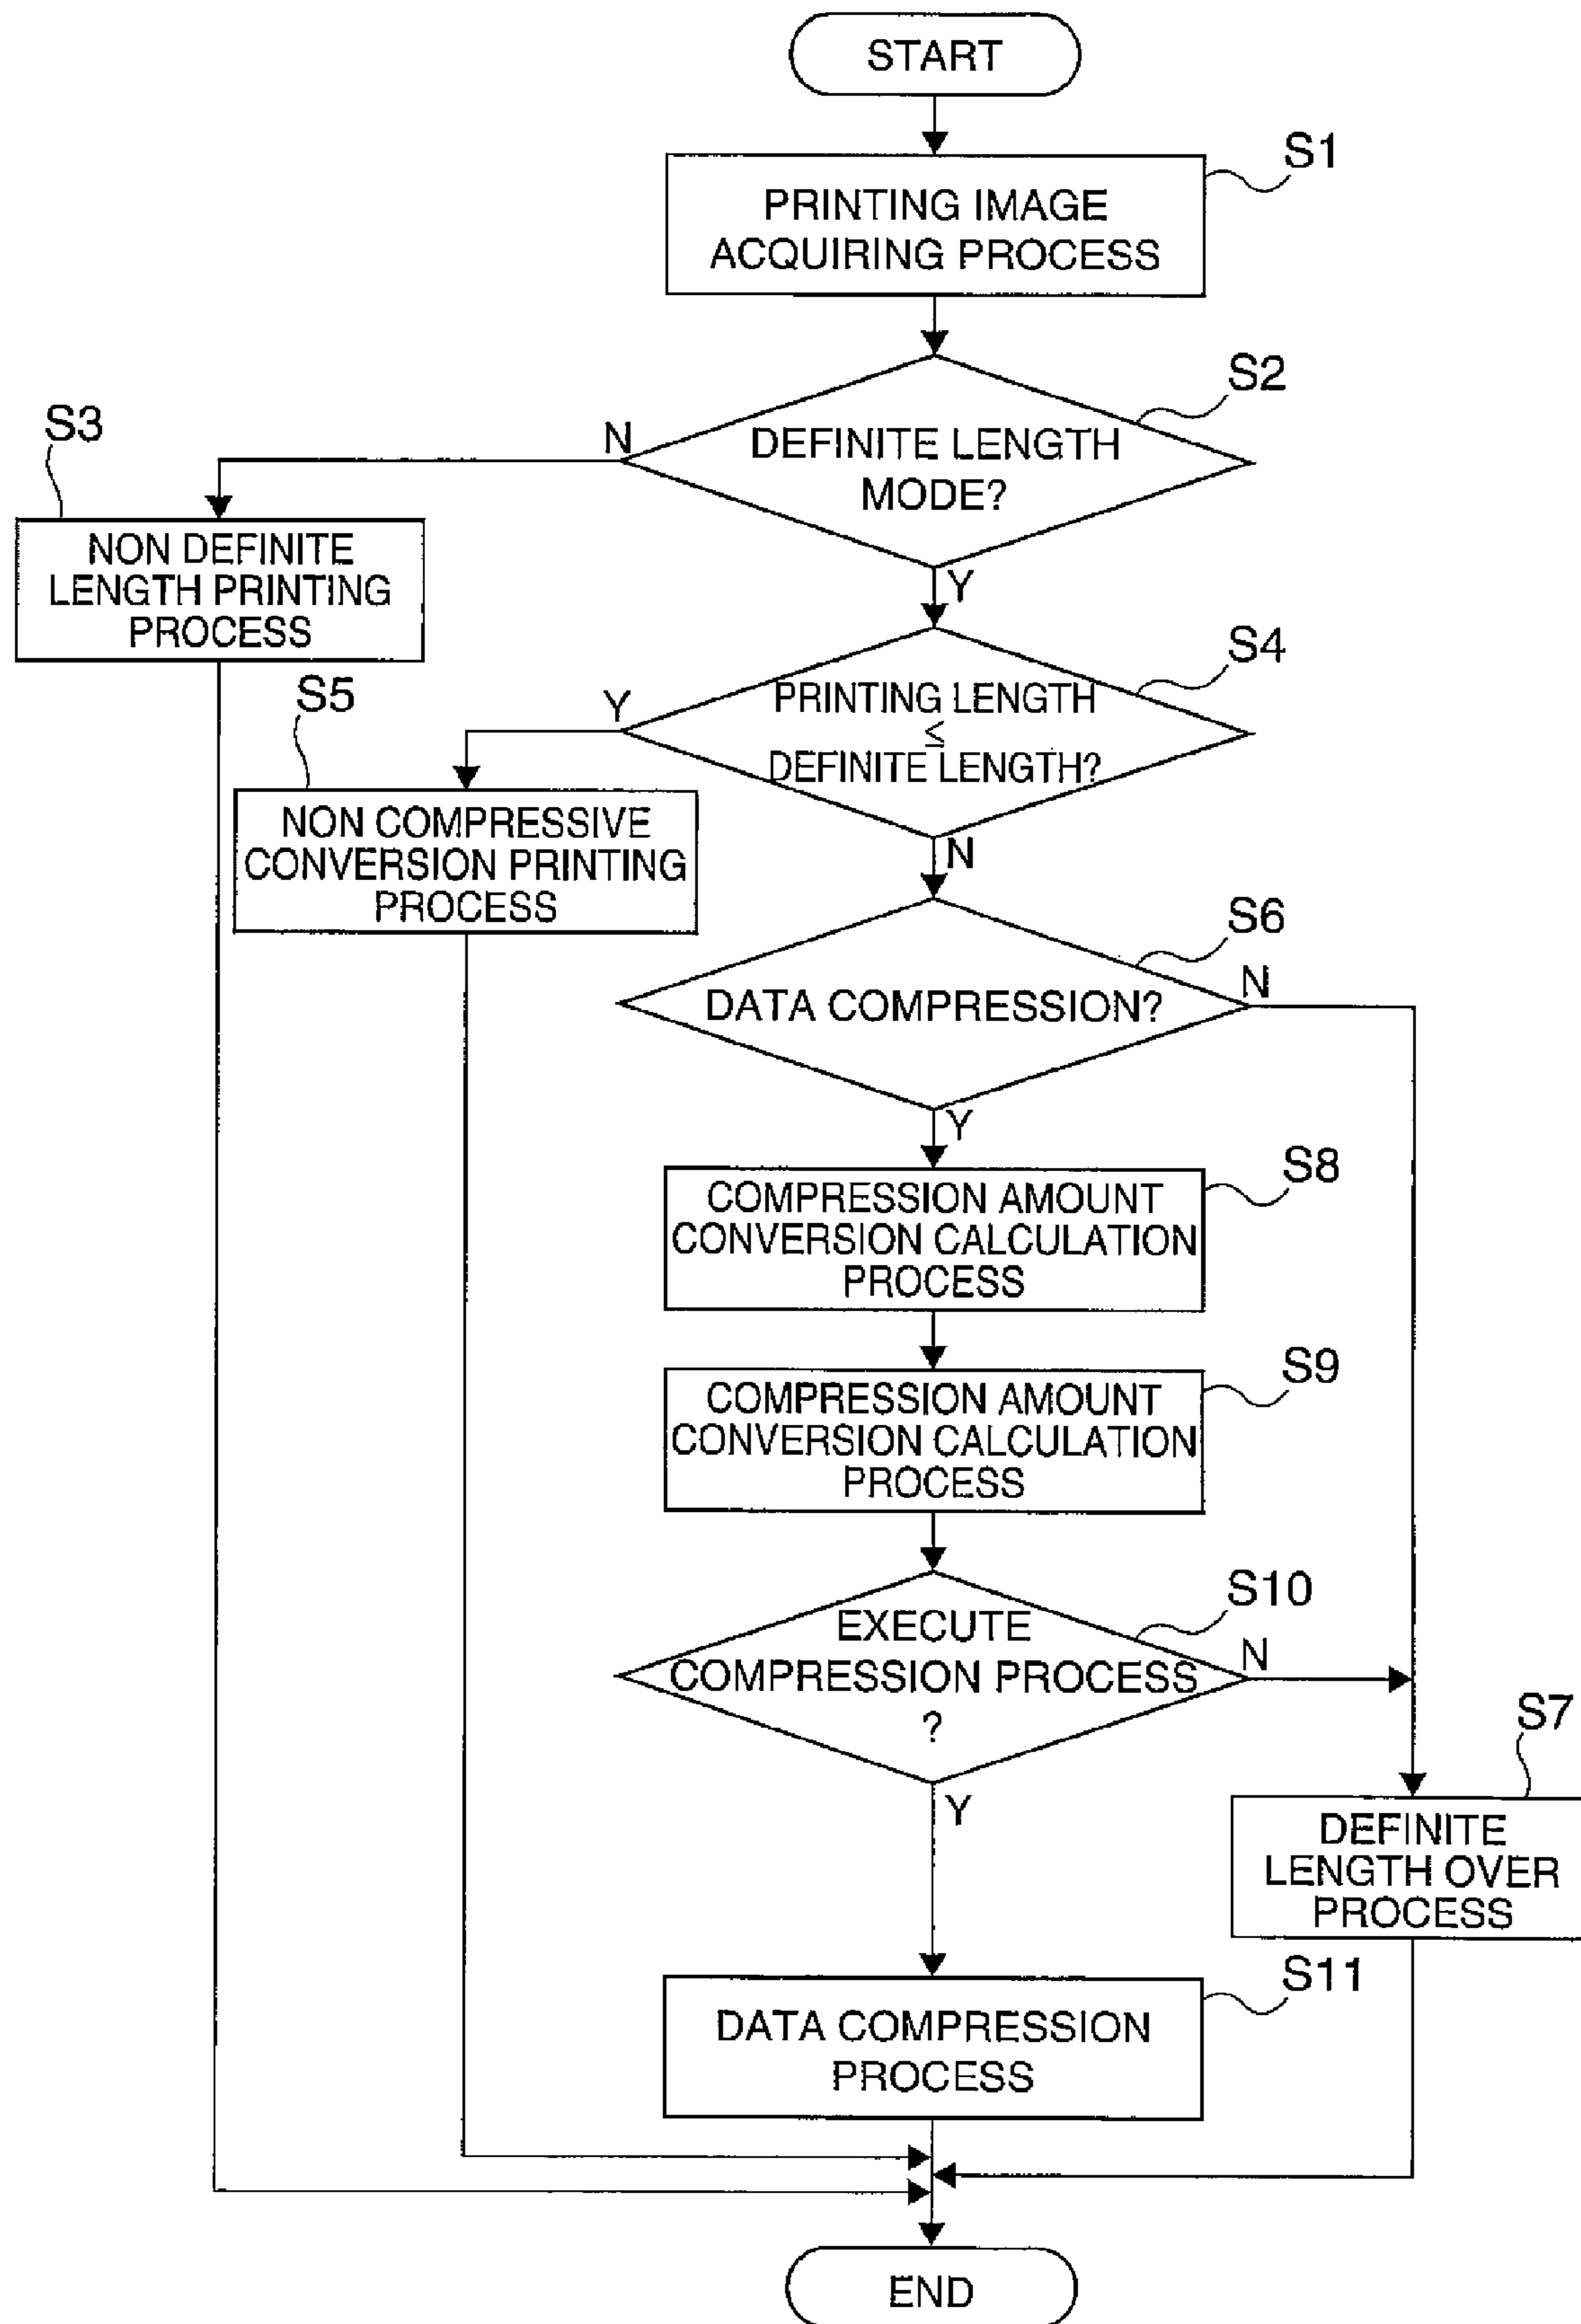 START
S1
PRINTING IMAGE
ACQUIRING PROCESS
S2
DEFINITE LENGTH
MODE?
N
Y
S3
NON DEFINITE
LENGTH PRINTING
PROCESS
S4
PRINTING LENGTH
≤
DEFINITE LENGTH?
Y
N
S5
NON COMPRESSIVE
CONVERSION PRINTING
PROCESS
S6
DATA COMPRESSION?
N
Y
S8
COMPRESSION AMOUNT
CONVERSION CALCULATION
PROCESS
S9
COMPRESSION AMOUNT
CONVERSION CALCULATION
PROCESS
S10
EXECUTE
COMPRESSION PROCESS
?
N
Y
S7
DEFINITE
LENGTH OVER
PROCESS
S11
DATA COMPRESSION
PROCESS
END